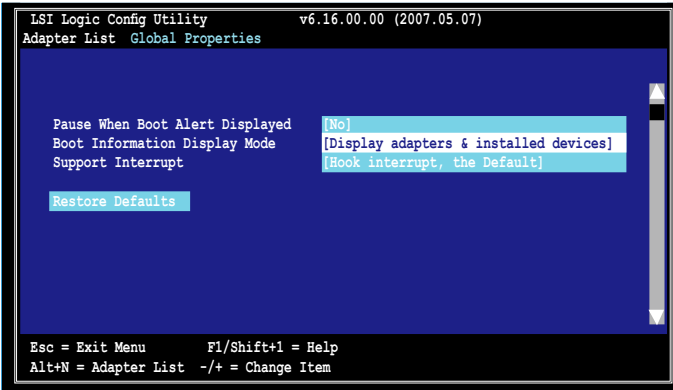 LSI Logic Config Utility v6.16.00.00 (2007.05.07)
Adapter List Global Properties
Pause When Boot Alert Displayed [No]
Boot Information Display Mode [Display adapters & installed devices]
Support Interrupt [Hook interrupt, the Default]
Restore Defaults
Esc = Exit Menu F1/Shift+1 = Help
Alt+N = Adapter List -/+ = Change Item